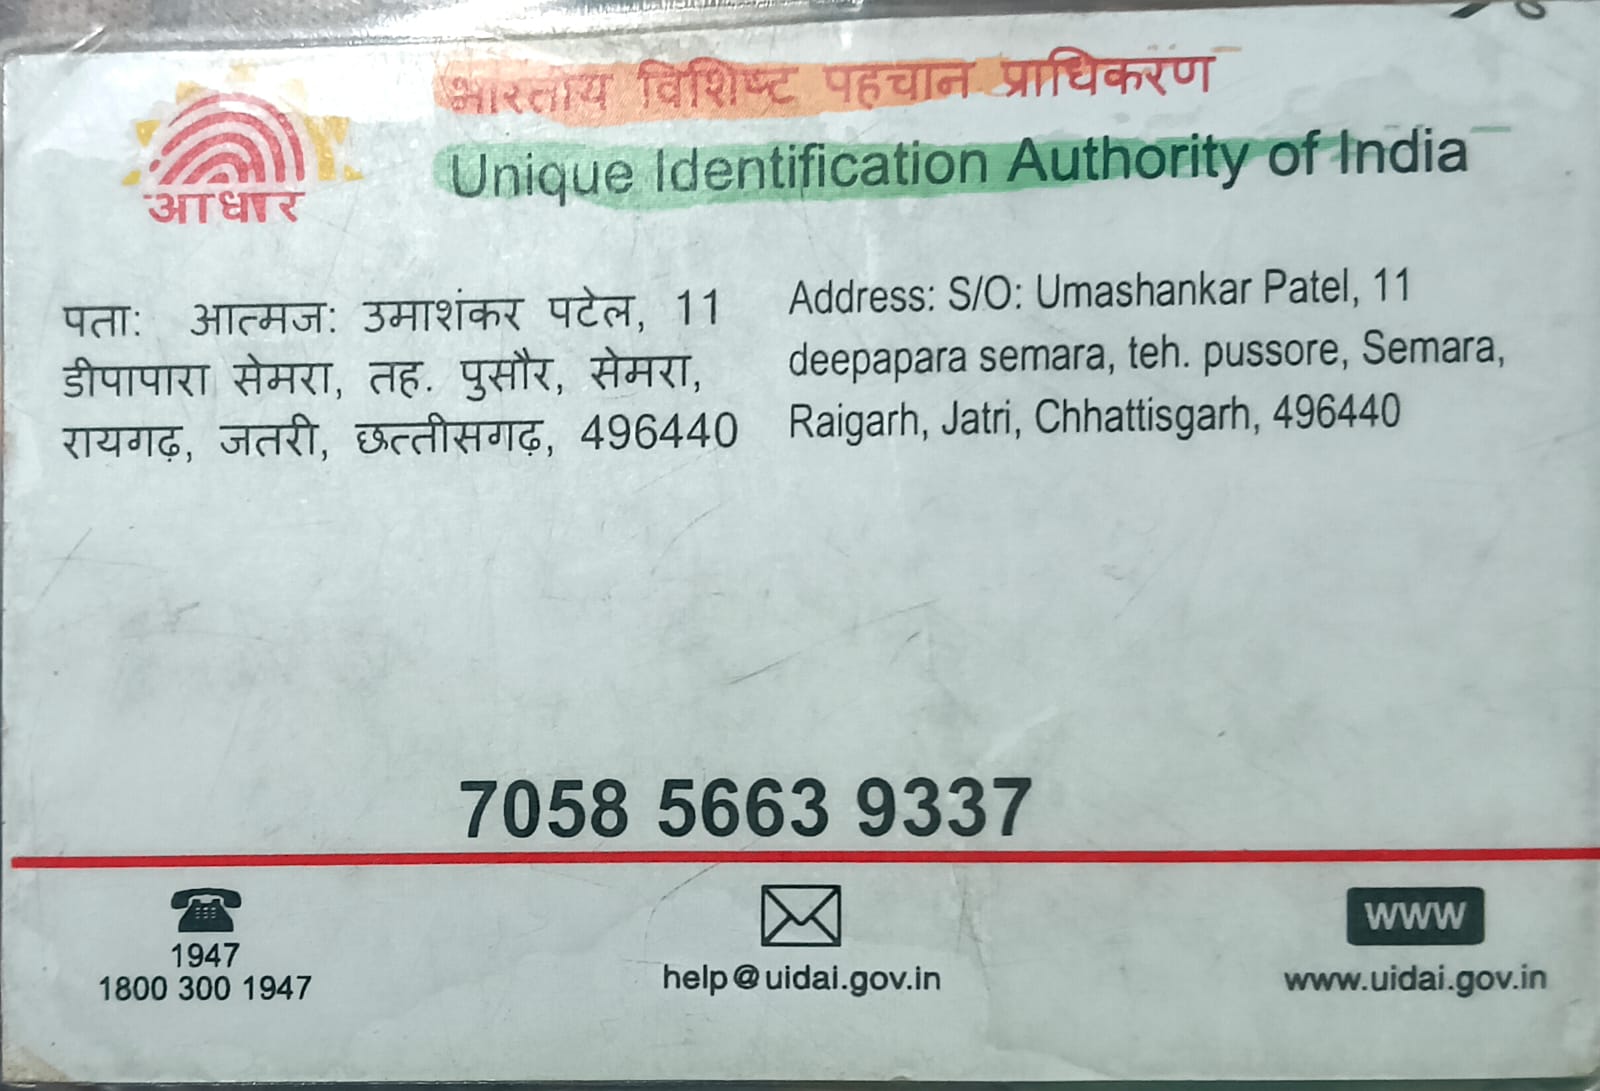 भारतीय विशिष्ट पहचान प्राधिकरण
Unique Identification Authority of India
आधार
पता: आत्मज: उमाशंकर पटेल, 11
डीपापारा सेमरा, तह. पुसौर, सेमरा,
रायगढ़, जतरी, छत्तीसगढ़, 496440
Address: S/O: Umashankar Patel, 11
deepapara semara, teh. pussore, Semara,
Raigarh, Jatri, Chhattisgarh, 496440
7058 5663 9337
1947
1800 300 1947
help@uidai.gov.in
www
www.uidai.gov.in